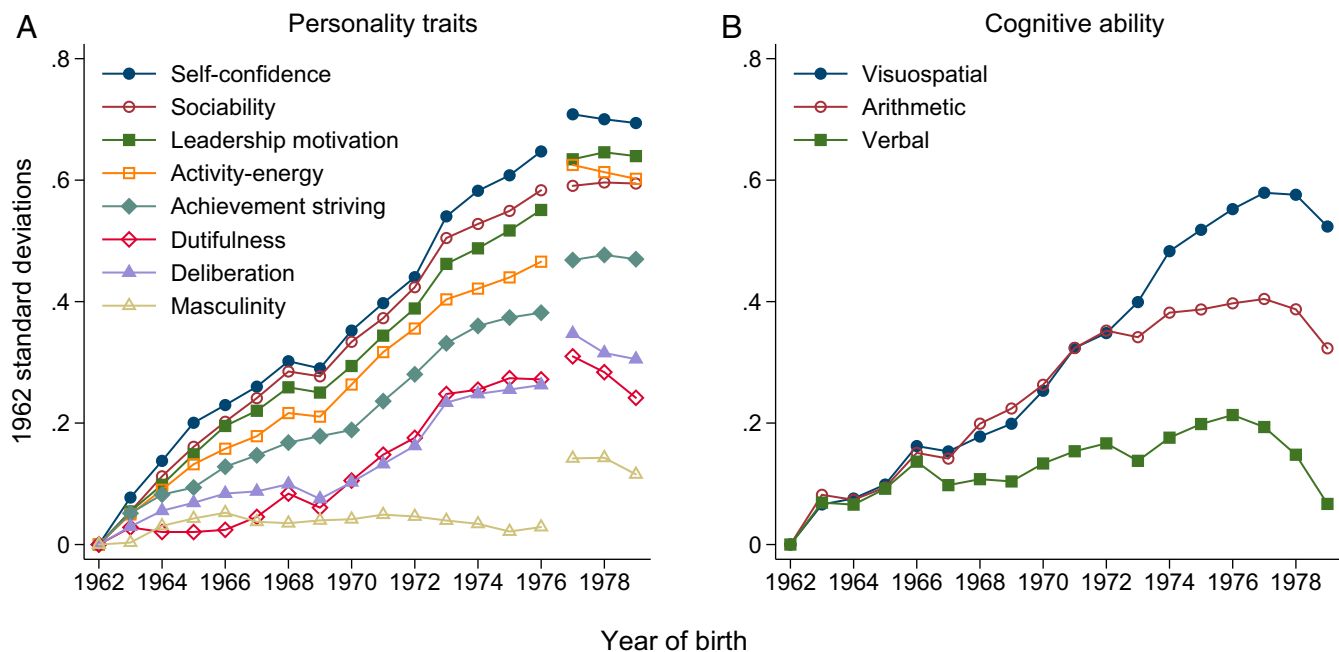 A
Personality traits
.8
.6
.4
.2
0
1962 standard deviations
Self-confidence
Sociability
Leadership motivation
Activity-energy
Achievement striving
Dutifulness
Deliberation
Masculinity
1962 1964 1966 1968 1970 1972 1974 1976 1978
B
Cognitive ability
.8
.6
.4
.2
0
Visuospatial
Arithmetic
Verbal
1962 1964 1966 1968 1970 1972 1974 1976 1978
Year of birth